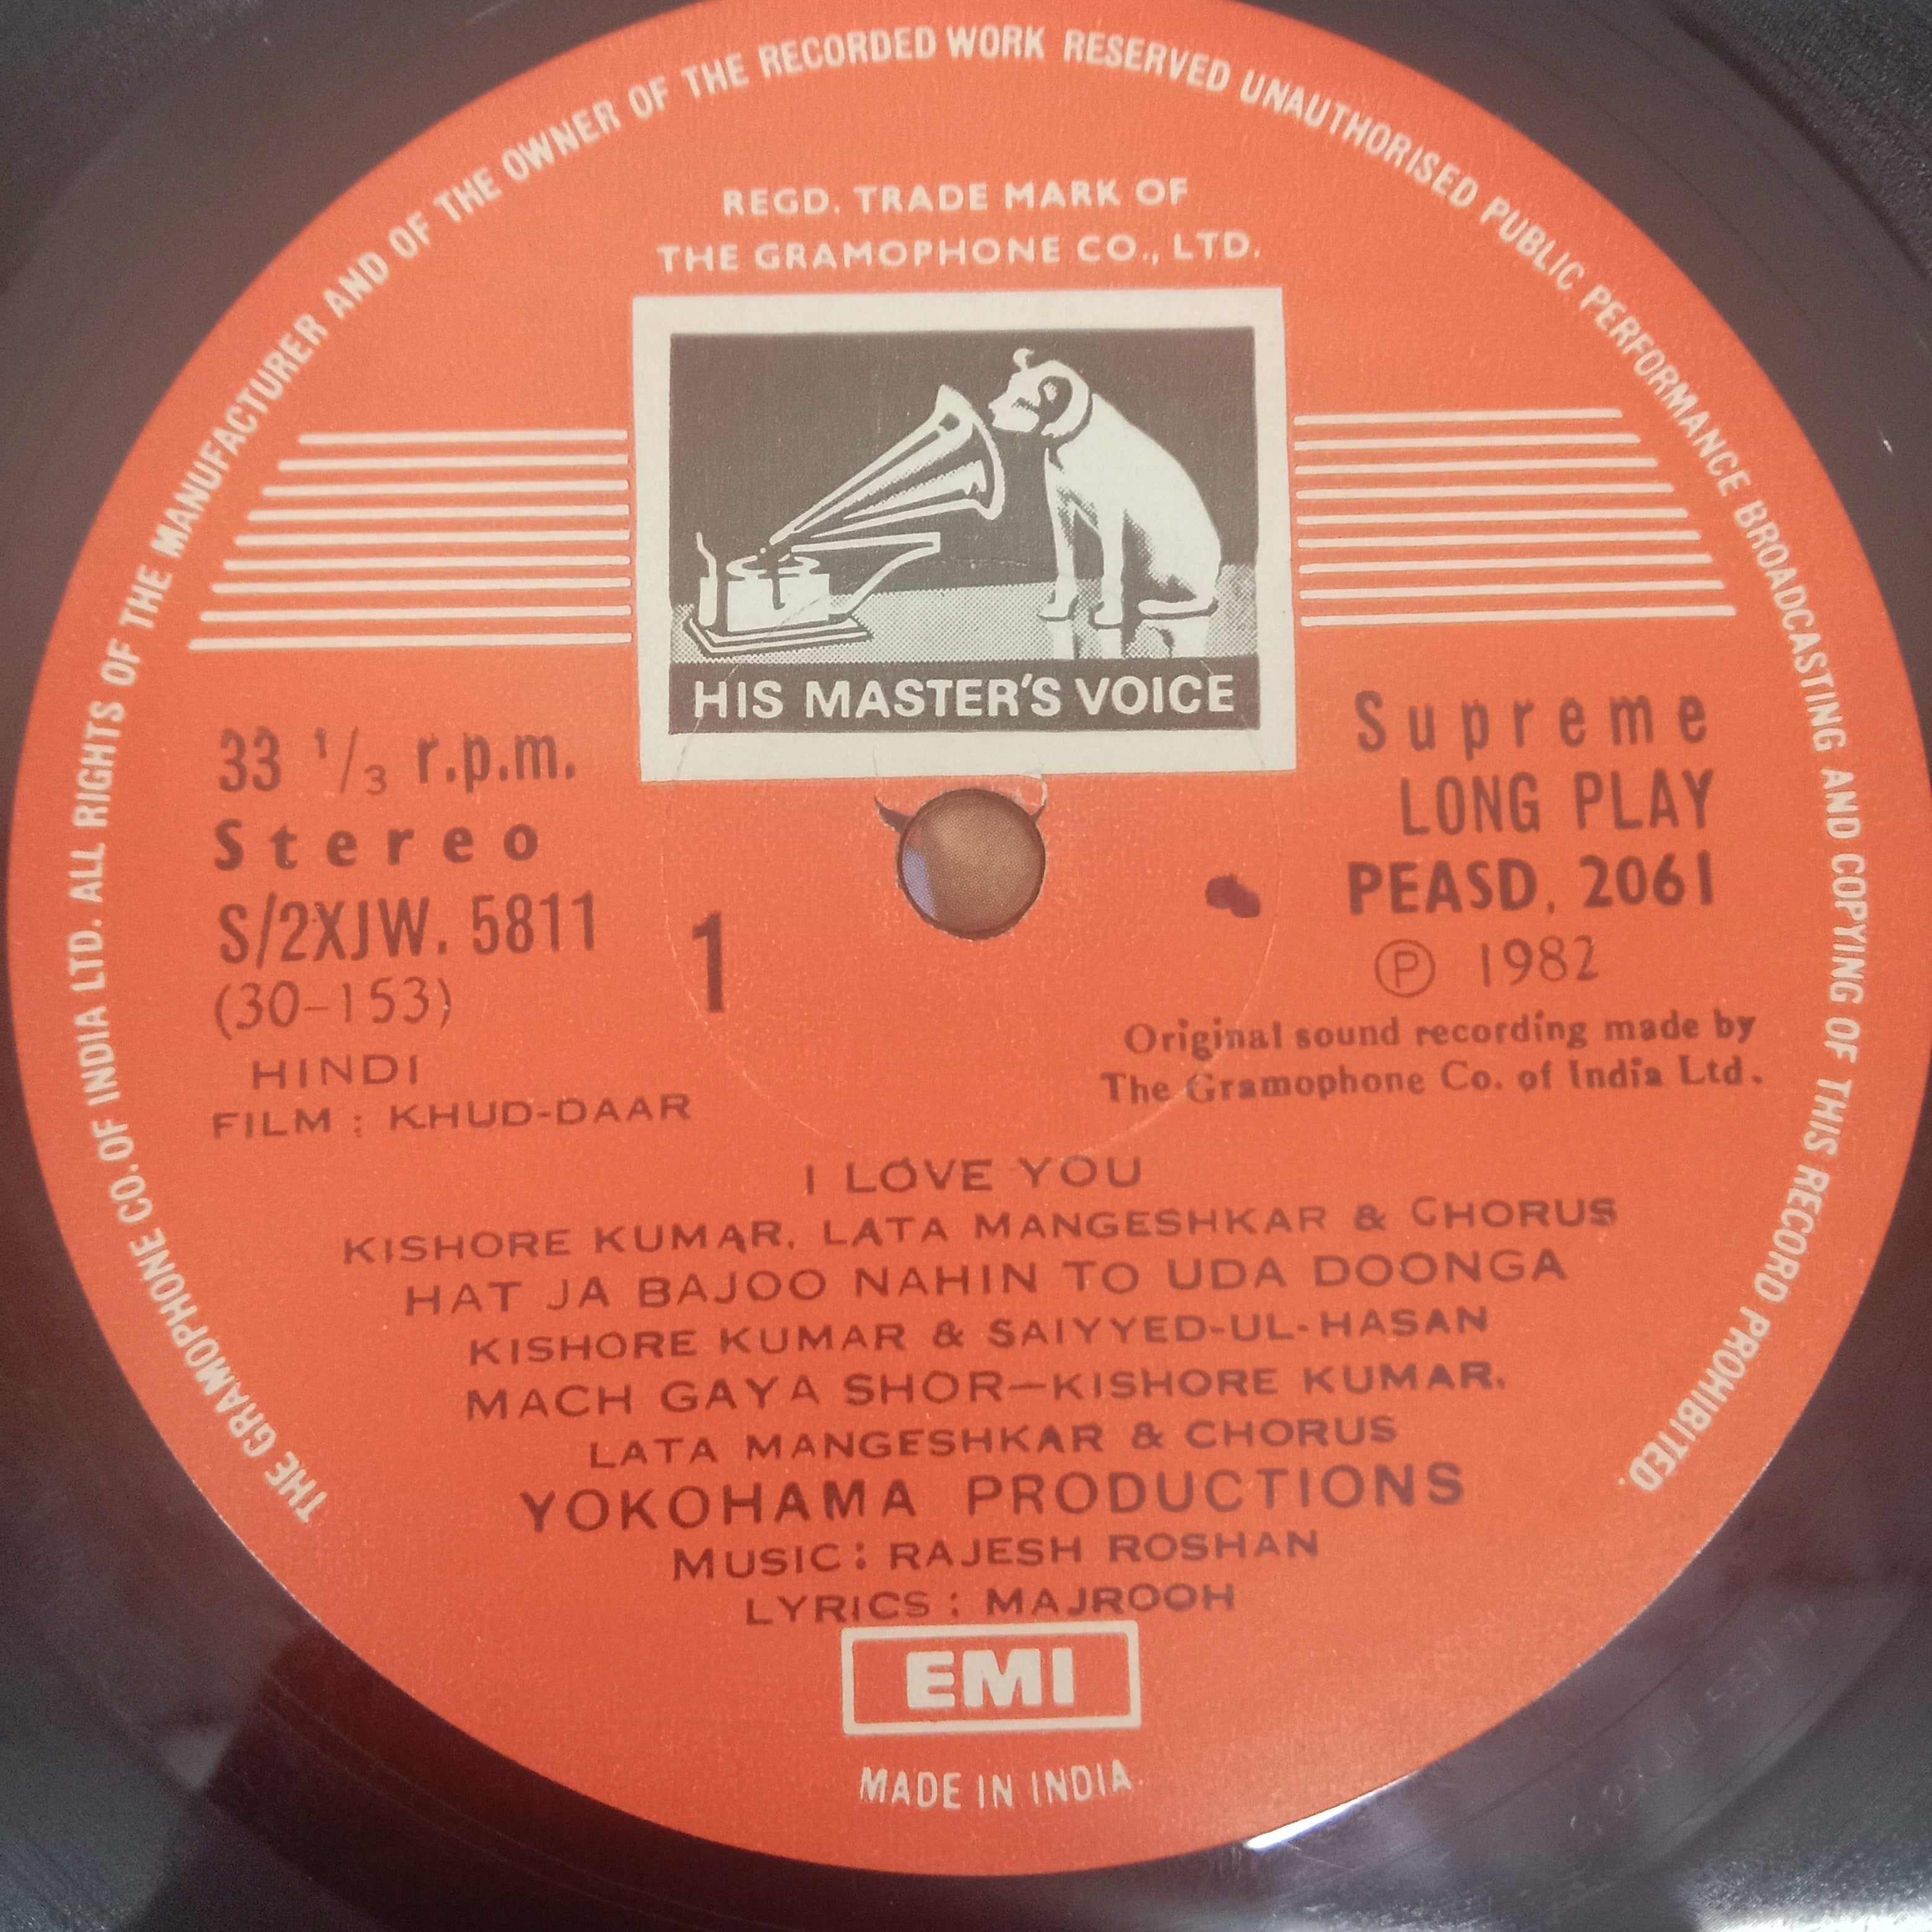 THE GRAMOPHONE CO. OF INDIA LTD. ALL RIGHTS OF THE MANUFACTURER AND OF THE OWNER OF THE RECORDED WORK RESERVED UNAUTHORISED PUBLIC PERFORMANCE BROADCASTING AND COPYING OF THIS RECORD PROHIBITED.
REGD. TRADE MARK OF
THE GRAMOPHONE CO., LTD.
HIS MASTER'S VOICE
33 1/3 r.p.m.
Stereo
S/2XJW. 5811
(30-153)
HINDI
FILM : KHUD-DAAR
1
Supreme
LONG PLAY
PEASD. 2061
Ⓟ 1982
Original sound recording made by
The Gramophone Co. of India Ltd.
I LOVE YOU
KISHORE KUMAR, LATA MANGESHKAR & CHORUS
HAT JA BAJOO NAHIN TO UDA DOONGA
KISHORE KUMAR & SAIYYED-UL-HASAN
MACH GAYA SHOR—KISHORE KUMAR,
LATA MANGESHKAR & CHORUS
YOKOHAMA PRODUCTIONS
MUSIC : RAJESH ROSHAN
LYRICS : MAJROOH
EMI
MADE IN INDIA